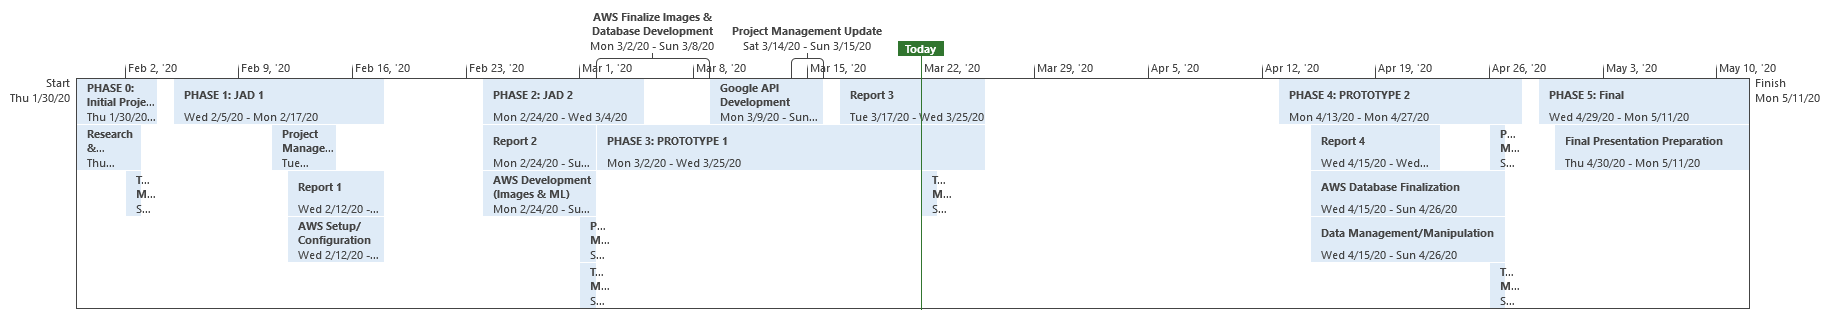 AWS Finalize Images &
Database Development
Mon 3/2/20 - Sun 3/8/20
Project Management Update
Sat 3/14/20 - Sun 3/15/20
Today
Feb 2, '20
Feb 9, '20
Feb 16, '20
Feb 23, '20
Mar 1, '20
Mar 8, '20
Mar 15, '20
Mar 22, '20
Mar 29, '20
Apr 5, '20
Apr 12, '20
Apr 19, '20
Apr 26, '20
May 3, '20
May 10, '20
Start
Thu 1/30/20
Finish
Mon 5/11/20
PHASE 0:
Initial Proje...
Thu 1/30/20...
PHASE 1: JAD 1
Wed 2/5/20 - Mon 2/17/20
PHASE 2: JAD 2
Mon 2/24/20 - Wed 3/4/20
Google API
Development
Mon 3/9/20 - Sun...
Report 3
Tue 3/17/20 - Wed 3/25/20
PHASE 4: PROTOTYPE 2
Mon 4/13/20 - Mon 4/27/20
PHASE 5: Final
Wed 4/29/20 - Mon 5/11/20
Research
&...
Thu...
Project
Manage...
Tue...
Report 2
Mon 2/24/20 - Su...
PHASE 3: PROTOTYPE 1
Mon 3/2/20 - Wed 3/25/20
Report 4
Wed 4/15/20 - Wed...
P...
M...
S...
Final Presentation Preparation
Thu 4/30/20 - Mon 5/11/20
T...
M...
S...
Report 1
Wed 2/12/20 -...
AWS Development
(Images & ML)
Mon 2/24/20 - Su...
T...
M...
S...
AWS Database Finalization
Wed 4/15/20 - Sun 4/26/20
AWS Setup/
Configuration
Wed 2/12/20 -...
P...
M...
S...
Data Management/Manipulation
Wed 4/15/20 - Sun 4/26/20
T...
M...
S...
T...
M...
S...